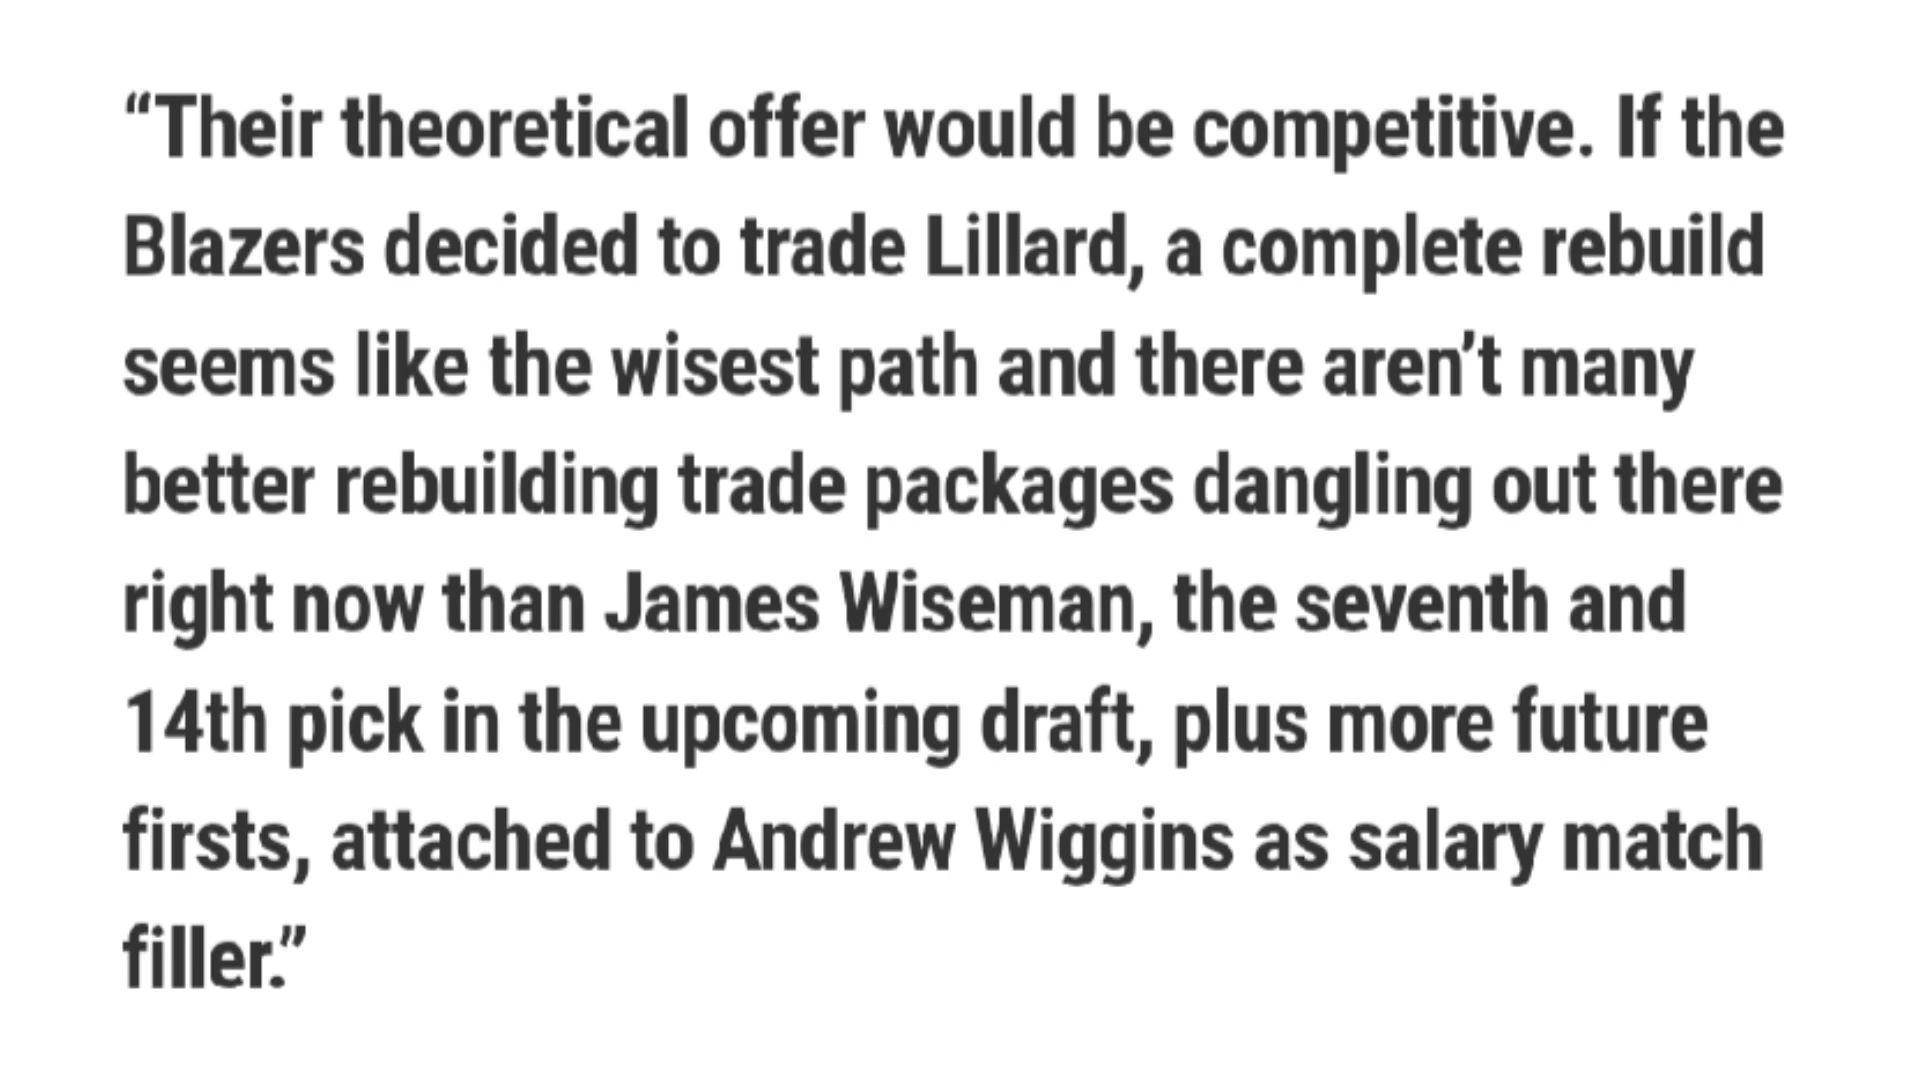 “Their theoretical offer would be competitive. If the
Blazers decided to trade Lillard, a complete rebuild
seems like the wisest path and there aren’t many
better rebuilding trade packages dangling out there
right now than James Wiseman, the seventh and
14th pick in the upcoming draft, plus more future
firsts, attached to Andrew Wiggins as salary match
filler.”